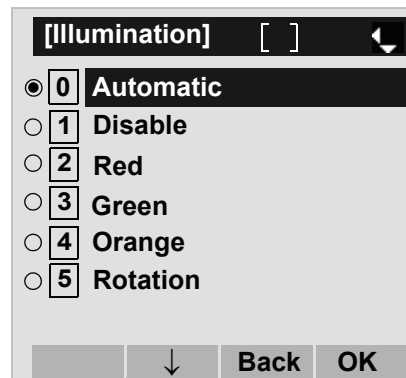 [Illumination] [ ]
0 Automatic
1 Disable
2 Red
3 Green
4 Orange
5 Rotation
↓ Back OK